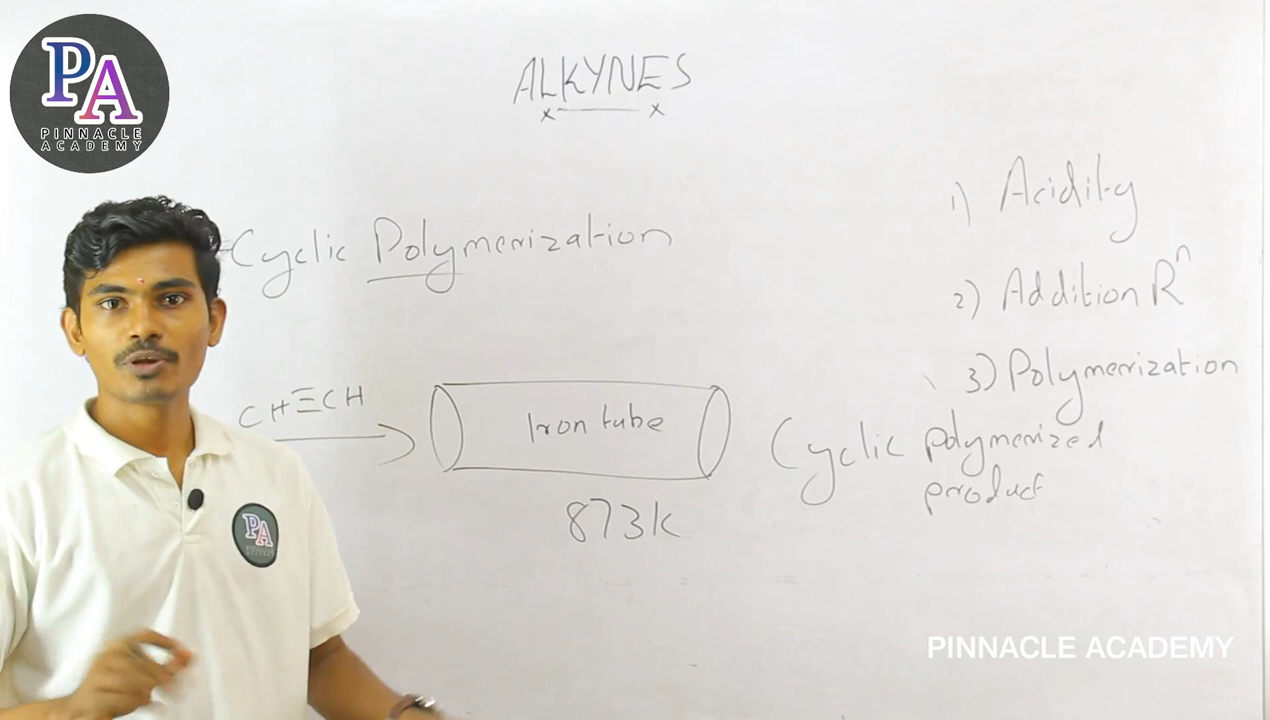 PA
PINNACLE
ACADEMY
ALKYNES
Cyclic Polymerization
CH≡CH
Iron tube
873K
Cyclic polymerized
product
1) Acidity
2) Addition Rⁿ
3) Polymerization
PA
PINNACLE ACADEMY